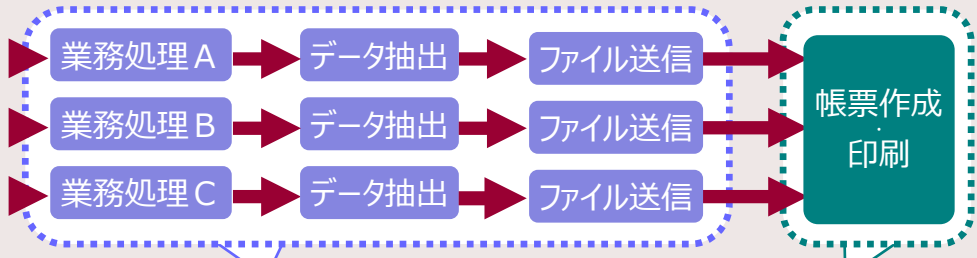 業務処理A
データ抽出
ファイル送信
業務処理B
データ抽出
ファイル送信
業務処理C
データ抽出
ファイル送信
帳票作成
・
印刷